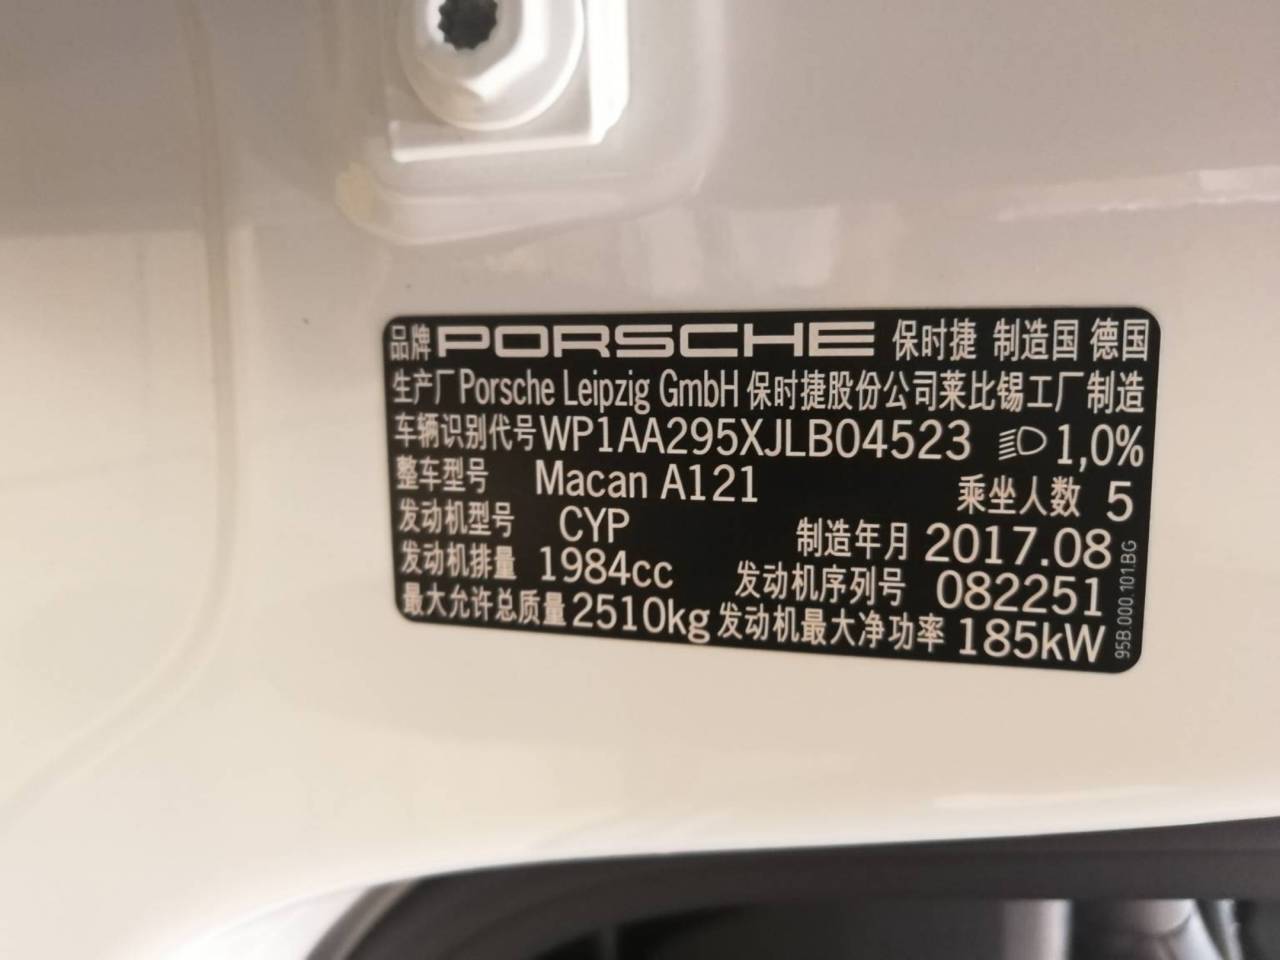 品牌 PORSCHE 保时捷 制造国 德国
生产厂 Porsche Leipzig GmbH 保时捷股份公司莱比锡工厂制造
车辆识别代号 WP1AA295XJLB04523 1,0%
整车型号 Macan A121 乘坐人数 5
发动机型号 CYP 制造年月 2017.08
发动机排量 1984cc 发动机序列号 082251
最大允许总质量 2510kg 发动机最大净功率 185kW
95B.000.101.BG